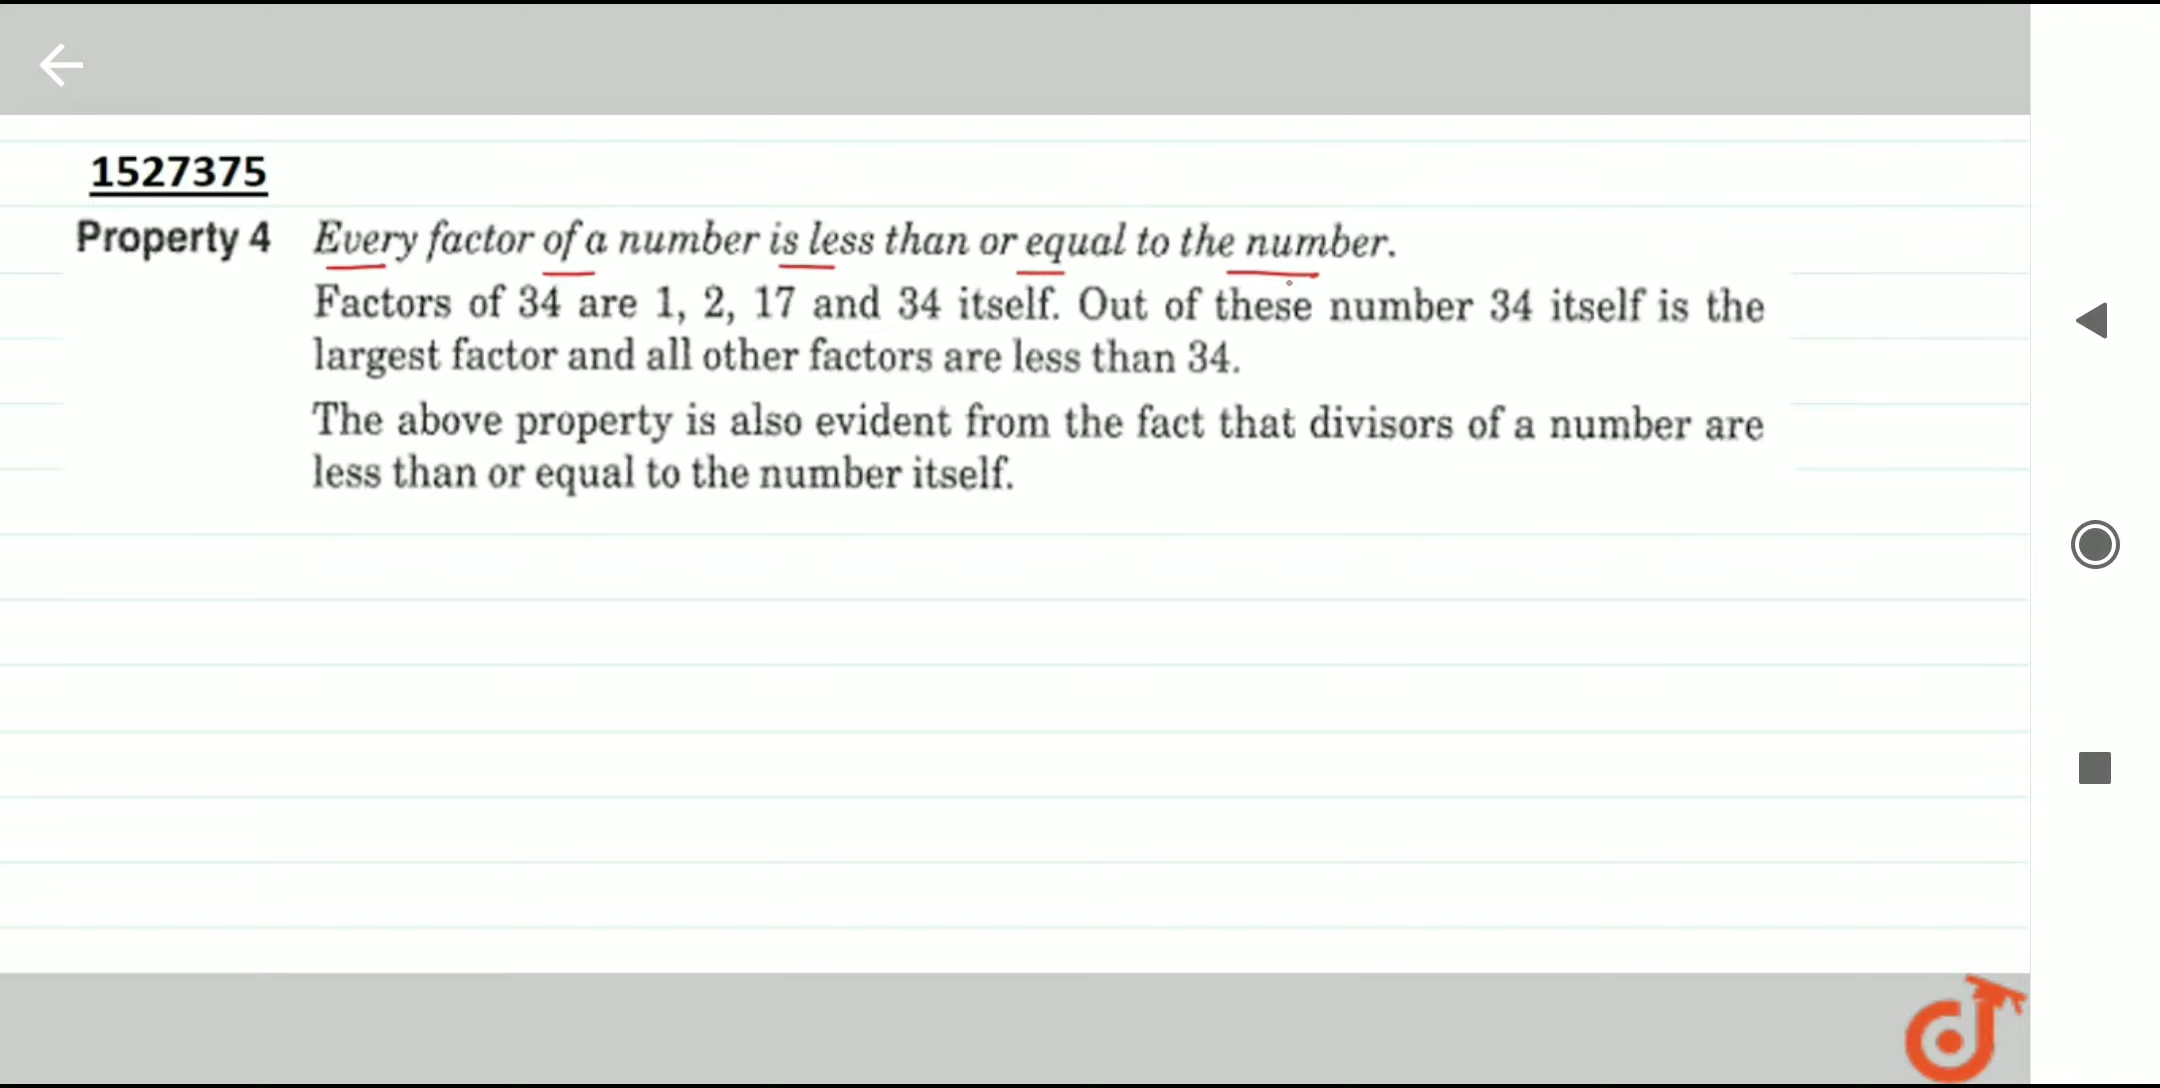 1527375
Property 4 Every factor of a number is less than or equal to the number.
Factors of 34 are 1, 2, 17 and 34 itself. Out of these number 34 itself is the
largest factor and all other factors are less than 34.
The above property is also evident from the fact that divisors of a number are
less than or equal to the number itself.